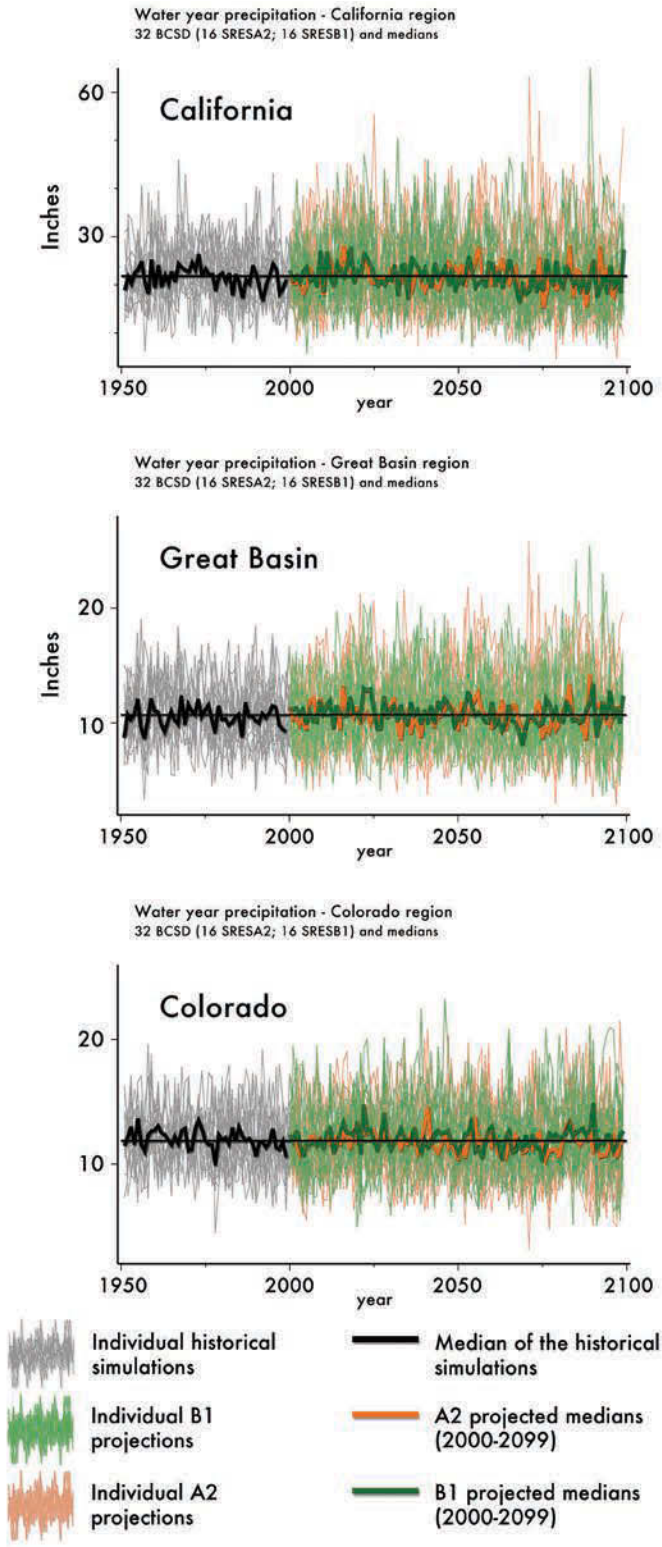 Water year precipitation - California region
32 BCSD (16 SRESA2; 16 SRESB1) and medians
California
Inches
60
30
1950
2000
2050
2100
year
Water year precipitation - Great Basin region
32 BCSD (16 SRESA2; 16 SRESB1) and medians
Great Basin
Inches
20
10
1950
2000
2050
2100
year
Water year precipitation - Colorado region
32 BCSD (16 SRESA2; 16 SRESB1) and medians
Colorado
20
10
1950
2000
2050
2100
year
Individual historical
simulations
Median of the historical
simulations
Individual B1
projections
A2 projected medians
(2000-2099)
Individual A2
projections
B1 projected medians
(2000-2099)